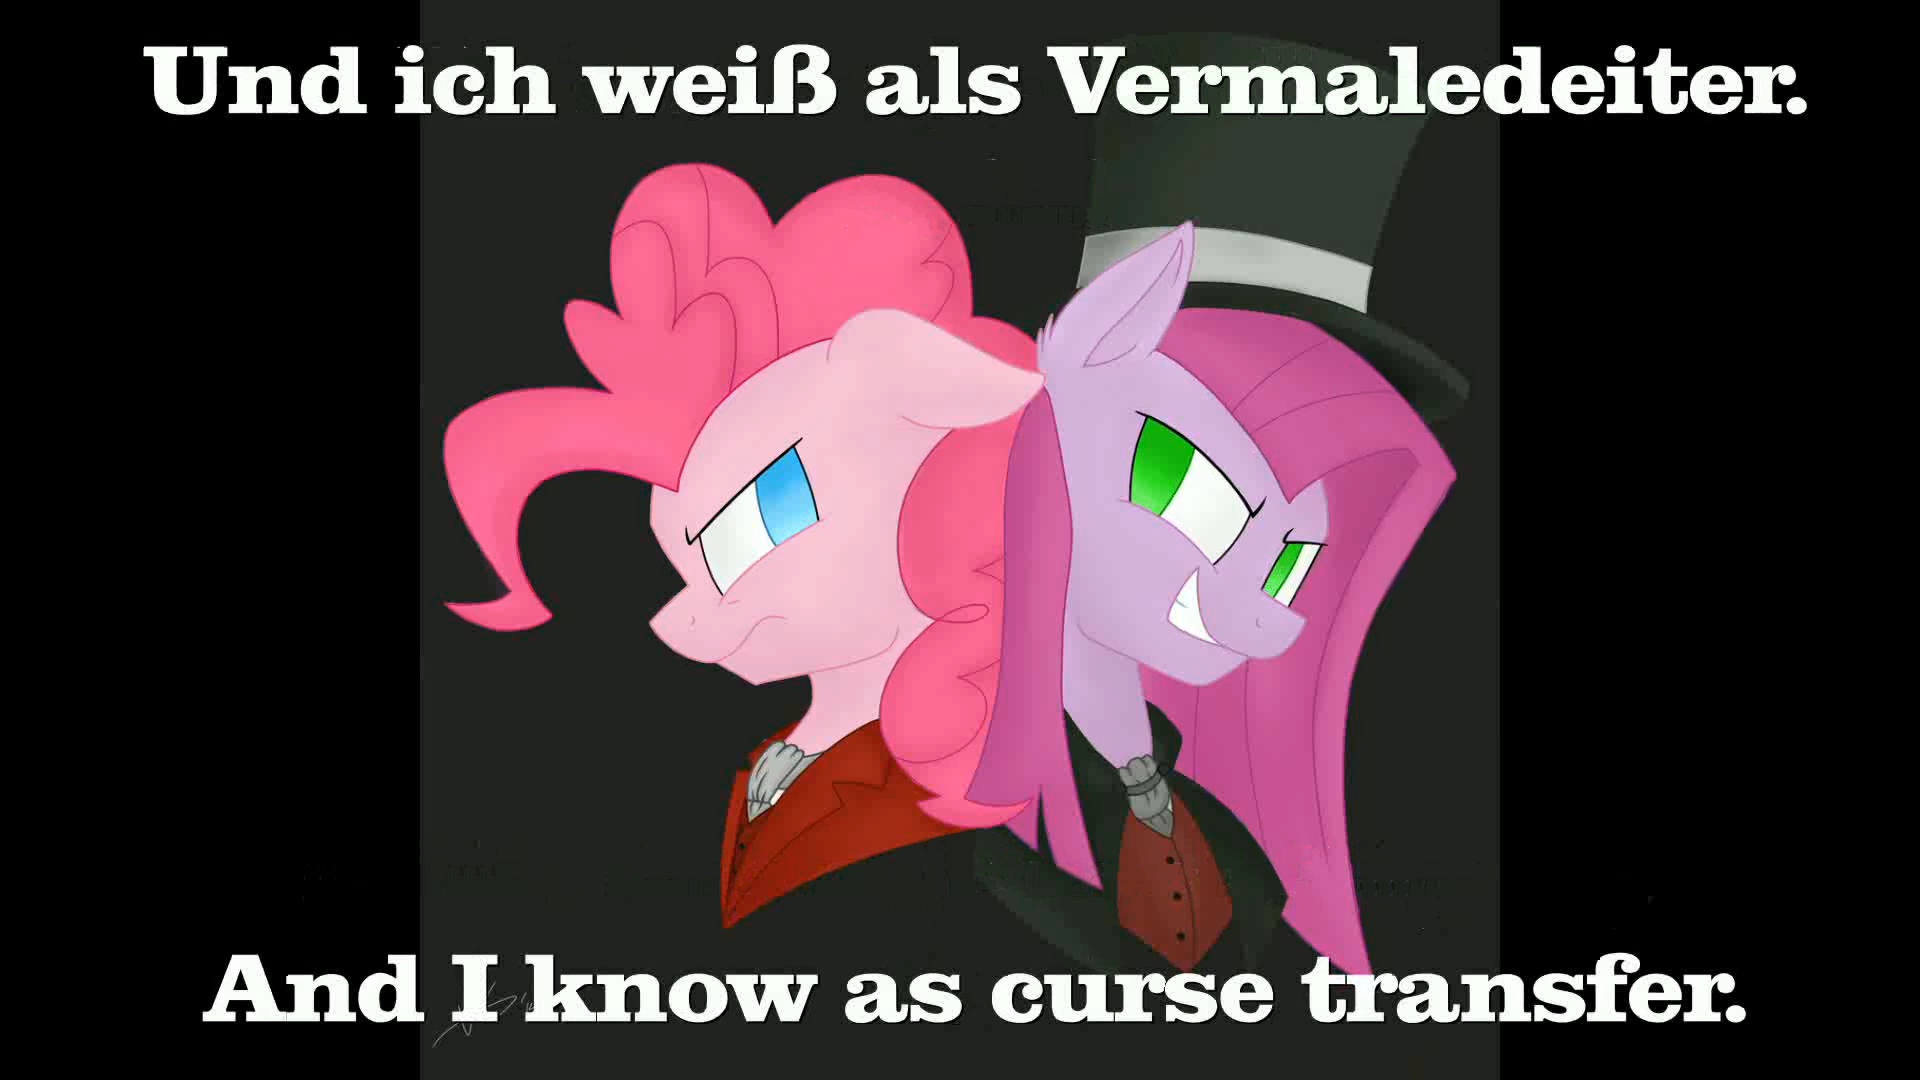 Und ich weiß als Vermaledeiter.
And I know as curse transfer.